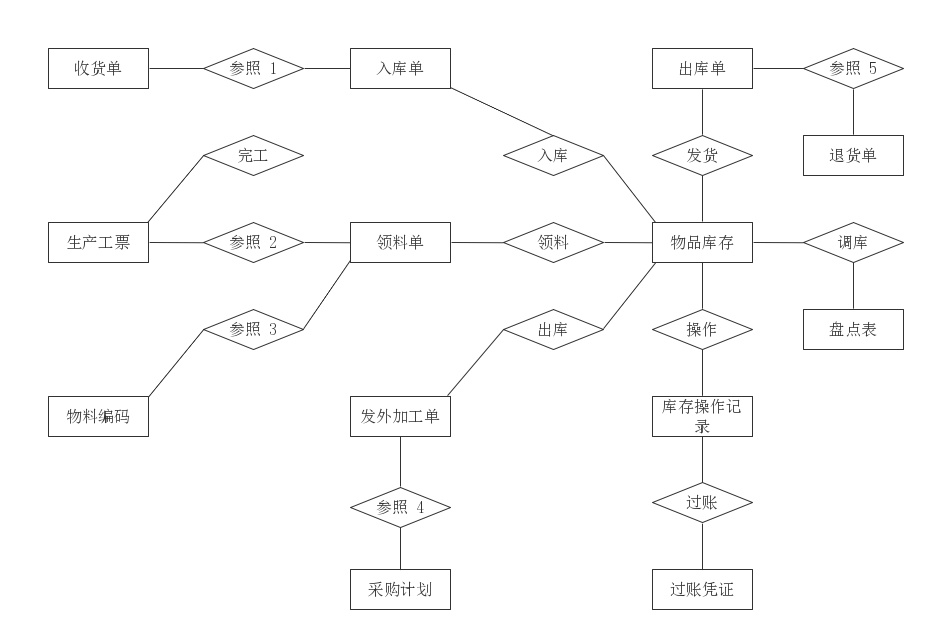 收货单
参照 1
入库单
出库单
参照 5
完工
入库
发货
退货单
生产工票
参照 2
领料单
领料
物品库存
调库
参照 3
出库
操作
盘点表
物料编码
发外加工单
库存操作记
录
参照 4
过账
采购计划
过账凭证